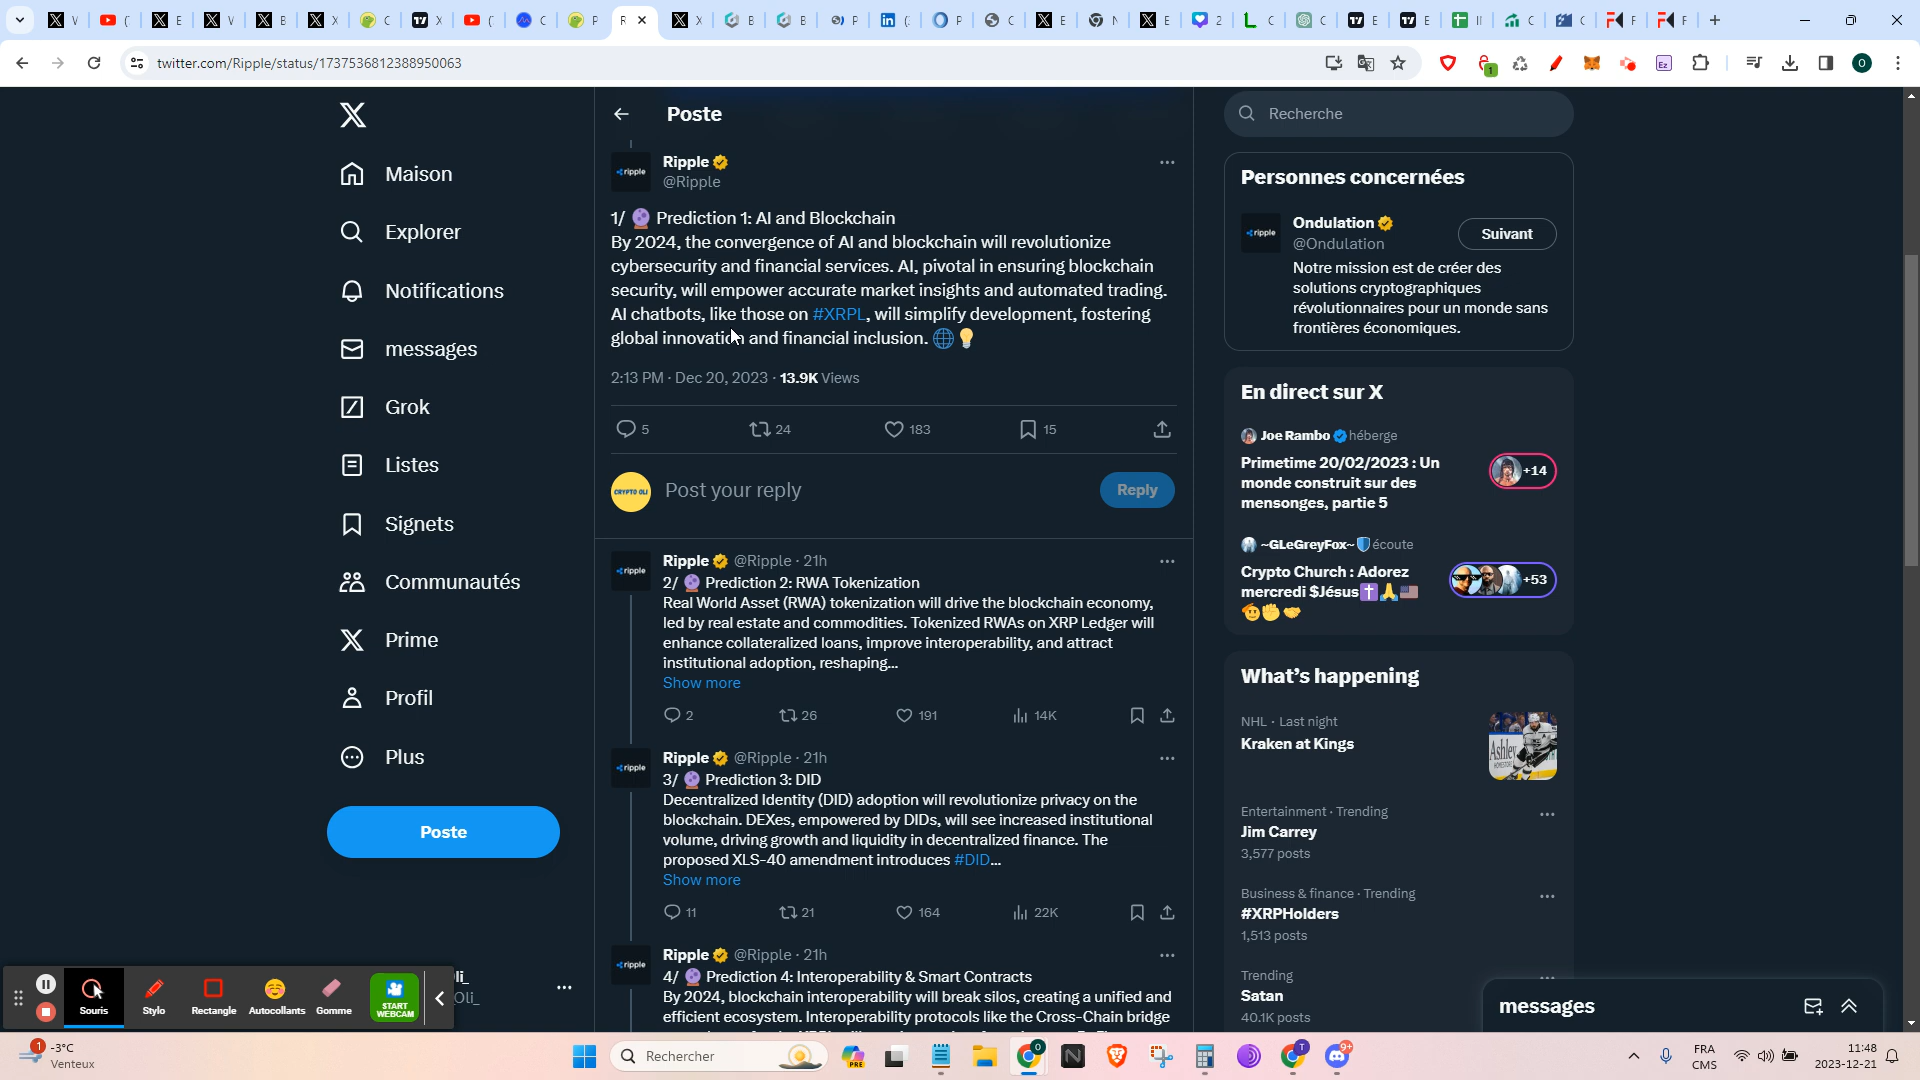 twitter.com/Ripple/status/1737536812388950063
Maison
Explorer
Notifications
messages
Grok
Listes
Signets
Communautés
Prime
Profil
Plus
Poste
Poste
Ripple
@Ripple
1/ 🔮 Prediction 1: AI and Blockchain
By 2024, the convergence of AI and blockchain will revolutionize
cybersecurity and financial services. AI, pivotal in ensuring blockchain
security, will empower accurate market insights and automated trading.
AI chatbots, like those on #XRPL, will simplify development, fostering
global innovation and financial inclusion. 🌐💡
2:13 PM · Dec 20, 2023 · 13.9K Views
5 24 183 15
CRYPTO OLI
Post your reply
Reply
Ripple @Ripple · 21h
2/ 🔮 Prediction 2: RWA Tokenization
Real World Asset (RWA) tokenization will drive the blockchain economy,
led by real estate and commodities. Tokenized RWAs on XRP Ledger will
enhance collateralized loans, improve interoperability, and attract
institutional adoption, reshaping...
Show more
2 26 191 14K
Ripple @Ripple · 21h
3/ 🔮 Prediction 3: DID
Decentralized Identity (DID) adoption will revolutionize privacy on the
blockchain. DEXes, empowered by DIDs, will see increased institutional
volume, driving growth and liquidity in decentralized finance. The
proposed XLS-40 amendment introduces #DID...
Show more
11 21 164 22K
Ripple @Ripple · 21h
4/ 🔮 Prediction 4: Interoperability & Smart Contracts
By 2024, blockchain interoperability will break silos, creating a unified and
efficient ecosystem. Interoperability protocols like the Cross-Chain bridge
Recherche
Personnes concernées
Ondulation
@Ondulation
Suivant
Notre mission est de créer des
solutions cryptographiques
révolutionnaires pour un monde sans
frontières économiques.
En direct sur X
Joe Rambo héberge
Primetime 20/02/2023 : Un
monde construit sur des
mensonges, partie 5
+14
~GLeGreyFox~ écoute
Crypto Church : Adorez
mercredi $Jésus✝️🙏🇺🇸
🫡✊🤝
+53
What's happening
NHL · Last night
Kraken at Kings
Entertainment · Trending
Jim Carrey
3,577 posts
Business & finance · Trending
#XRPHolders
1,513 posts
Trending
Satan
40.1K posts
messages
Souris
Stylo
Rectangle
Autocollants
Gomme
START
WEBCAM
-3°C
Venteux
Rechercher
FRA
CMS
11:48
2023-12-21